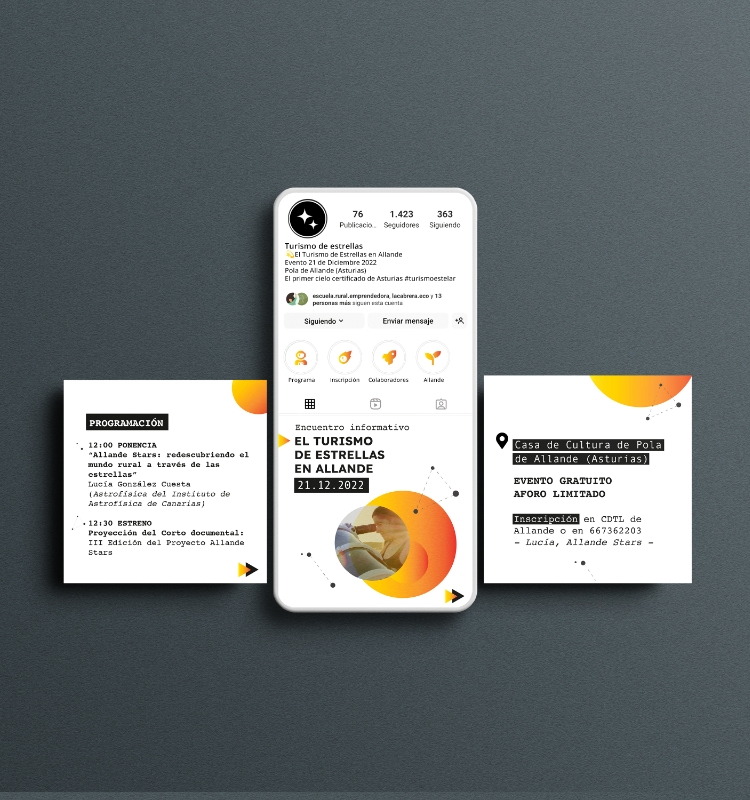 76 1.423 363
Publicacio... Seguidores Siguiendo
Turismo de estrellas
💫El Turismo de Estrellas en Allande
Evento 21 de Diciembre 2022
Pola de Allande (Asturias)
El primer cielo certificado de Asturias #turismoestelar
escuela.rural.emprendedora, lacabrera.eco y 13
personas más siguen esta cuenta
Siguiendo Enviar mensaje
Programa Inscripción Colaboradores Allande
Encuentro informativo
EL TURISMO
DE ESTRELLAS
EN ALLANDE
21.12.2022
PROGRAMACIÓN
12:00 PONENCIA
"Allande Stars: redescubriendo el
mundo rural a través de las
estrellas"
Lucía González Cuesta
(Astrofísica del Instituto de
Astrofísica de Canarias)
12:30 ESTRENO
Proyección del Corto documental:
III Edición del Proyecto Allande
Stars
Casa de Cultura de Pola
de Allande (Asturias)
EVENTO GRATUITO
AFORO LIMITADO
Inscripción en CDTL de
Allande o en 667362203
- Lucía, Allande Stars -